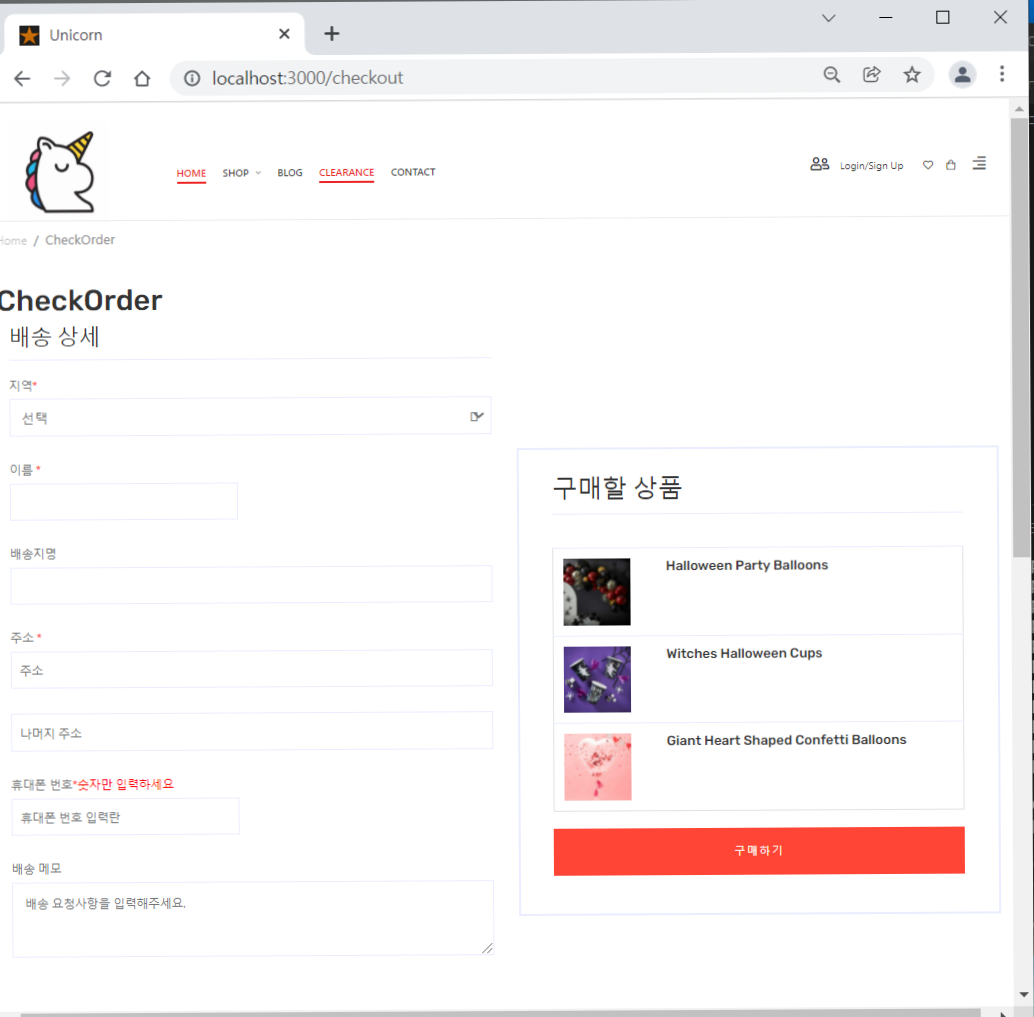 Unicorn
localhost:3000/checkout
HOME SHOP BLOG CLEARANCE CONTACT
Login/Sign Up
Home / CheckOrder
CheckOrder
배송 상세
지역*
선택
이름 *
배송지명
주소 *
주소
나머지 주소
휴대폰 번호*숫자만 입력하세요
휴대폰 번호 입력란
배송 메모
배송 요청사항을 입력해주세요.
구매할 상품
Halloween Party Balloons
Witches Halloween Cups
Giant Heart Shaped Confetti Balloons
구매하기